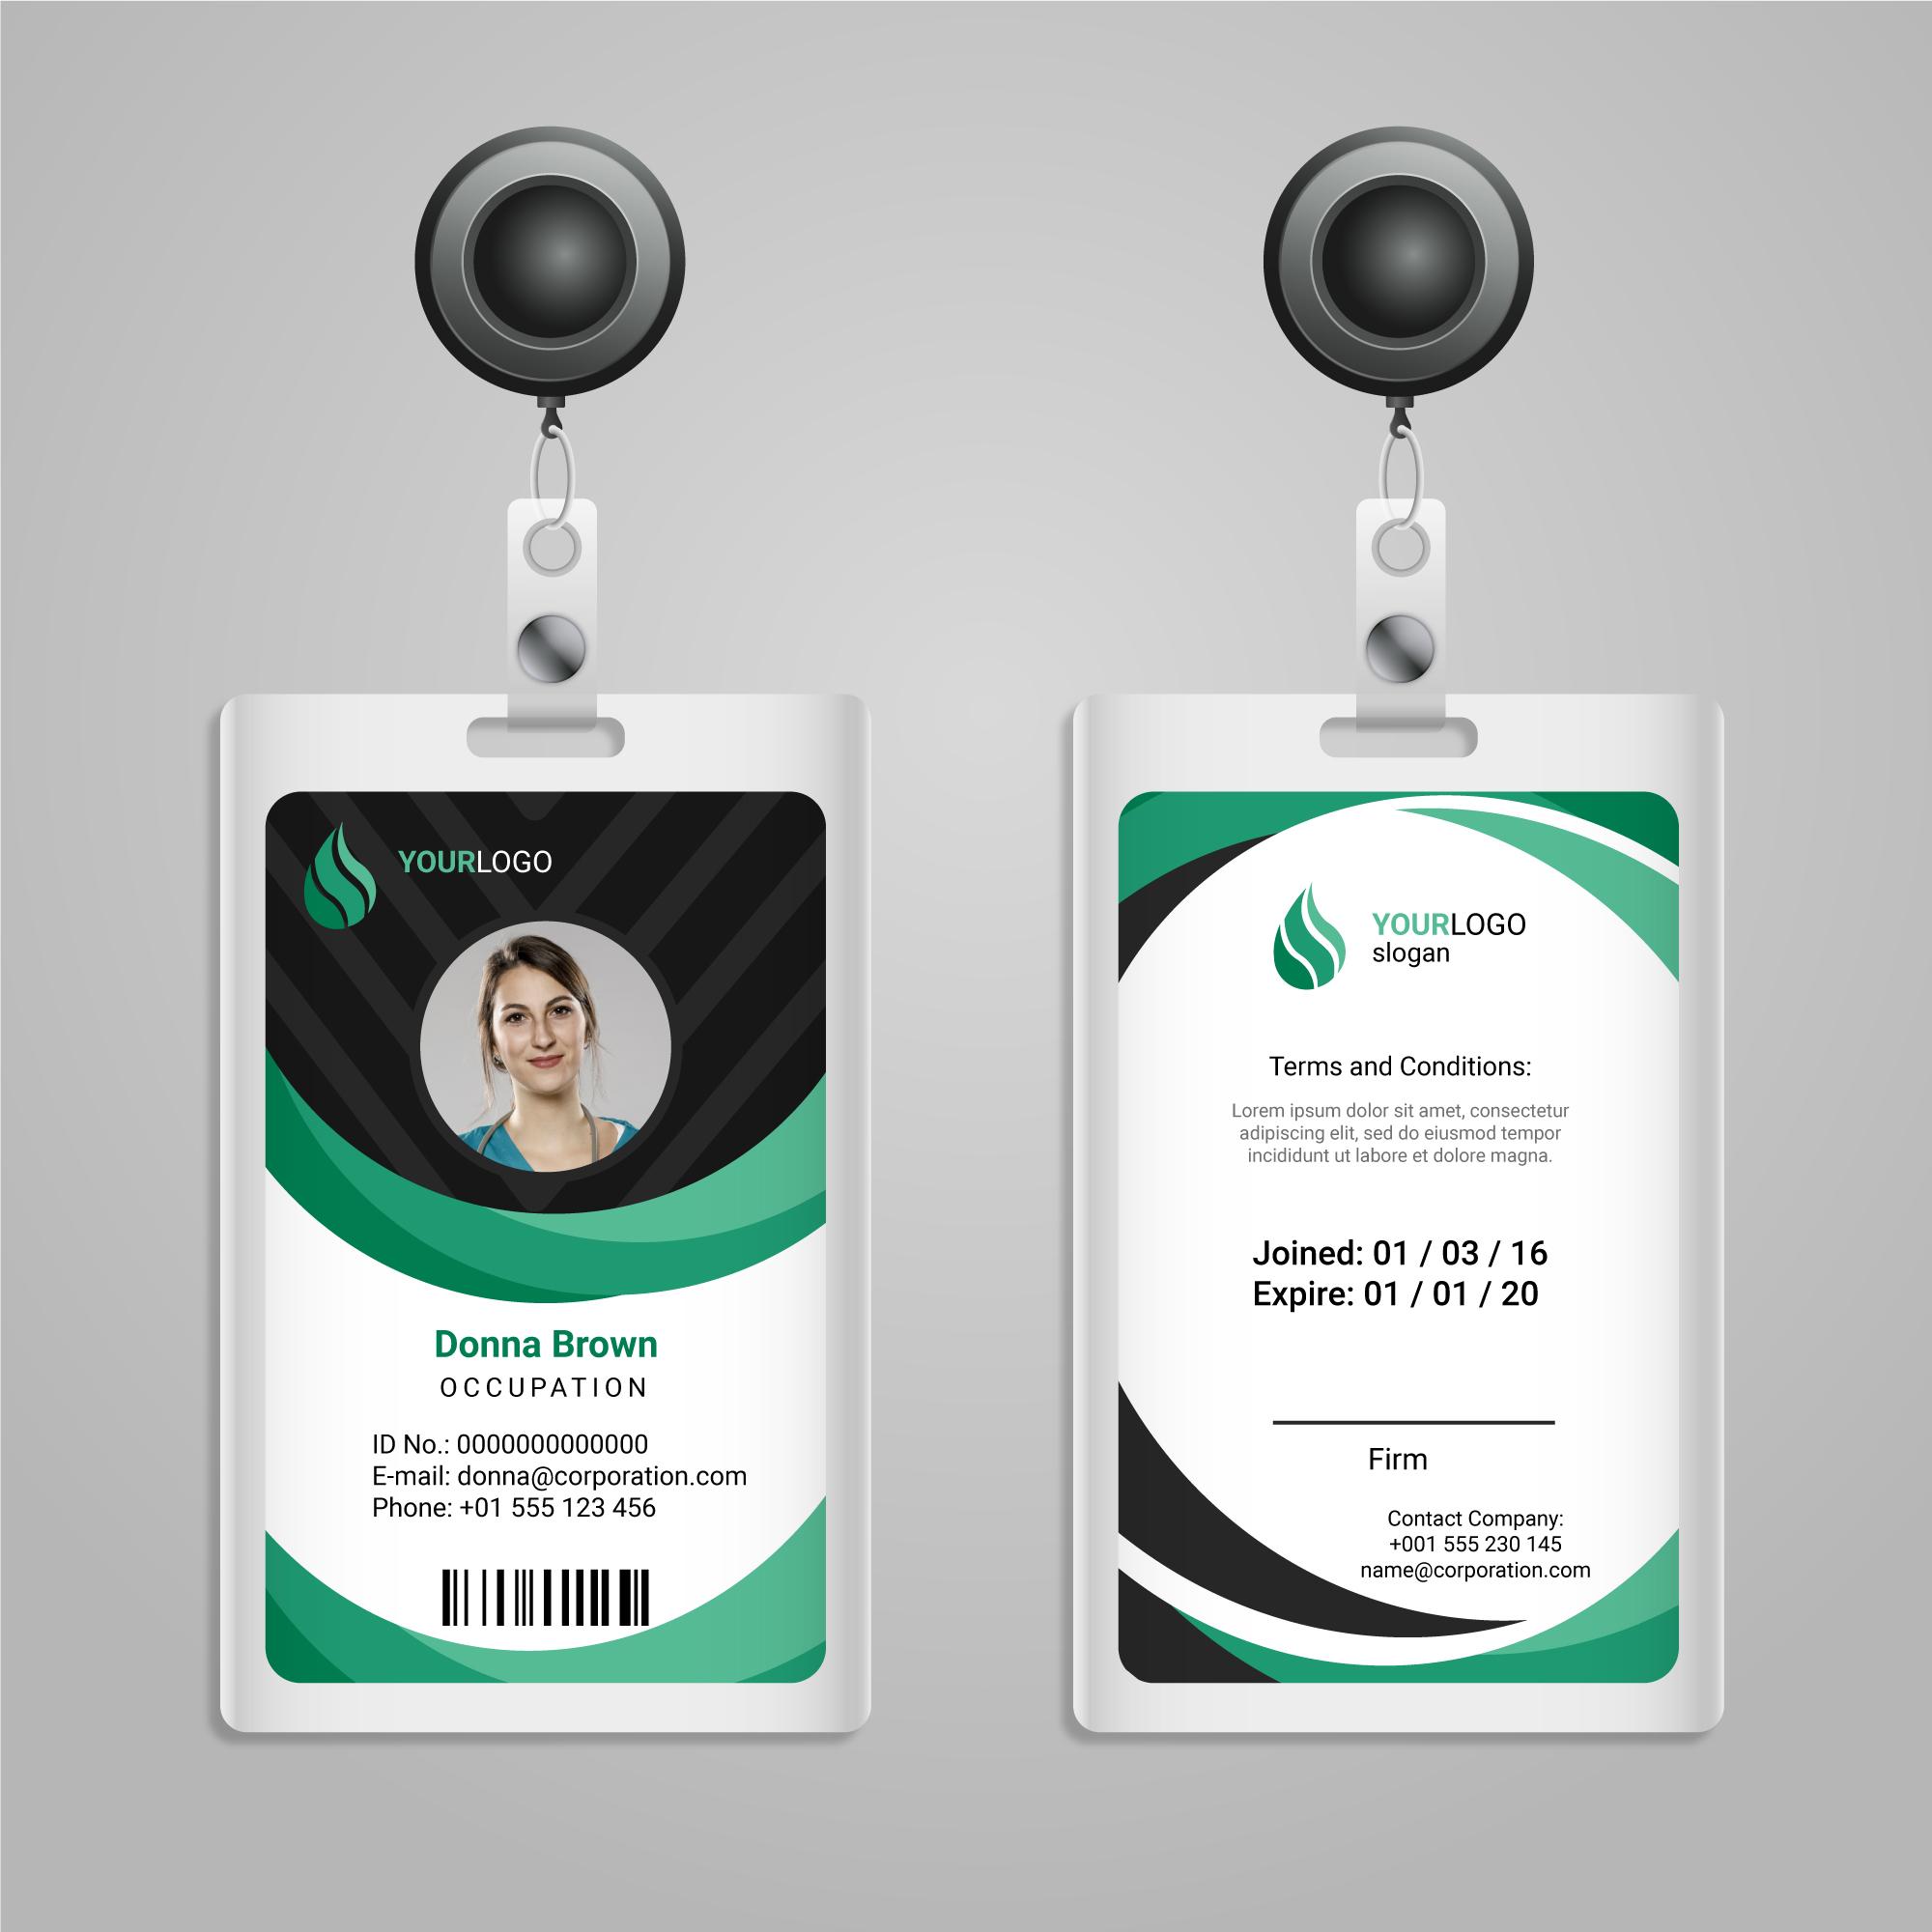 YOURLOGO
Donna Brown
OCCUPATION
ID No.: 0000000000000
E-mail: donna@corporation.com
Phone: +01 555 123 456
YOURLOGO
slogan
Terms and Conditions:
Lorem ipsum dolor sit amet, consectetur
adipiscing elit, sed do eiusmod tempor
incididunt ut labore et dolore magna.
Joined: 01 / 03 / 16
Expire: 01 / 01 / 20
Firm
Contact Company:
+001 555 230 145
name@corporation.com